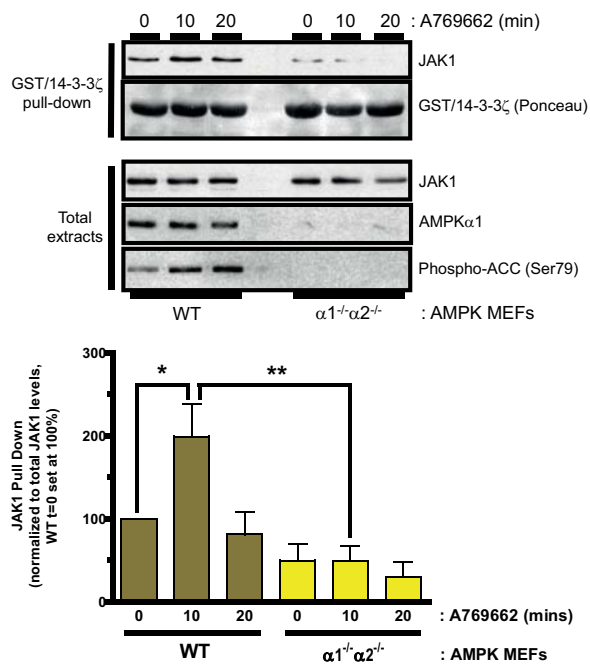 0 10 20 0 10 20 : A769662 (min)
GST/14-3-3ζ
pull-down
JAK1
GST/14-3-3ζ (Ponceau)
Total
extracts
JAK1
AMPKα1
Phospho-ACC (Ser79)
WT α1-/-α2-/- : AMPK MEFs
JAK1 Pull Down
(normalized to total JAK1 levels,
WT t=0 set at 100%)
300
200
100
0
* **
0 10 20 0 10 20 : A769662 (mins)
WT α1-/-α2-/- : AMPK MEFs